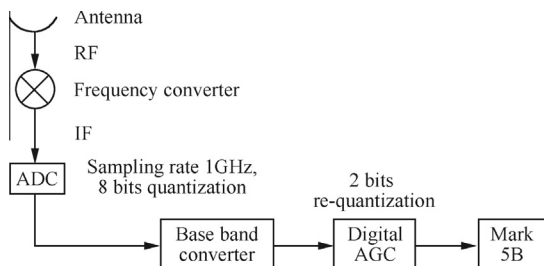 Antenna
RF
Frequency converter
IF
ADC
Sampling rate 1GHz,
8 bits quantization
2 bits
re-quantization
Base band
converter
Digital
AGC
Mark
5B